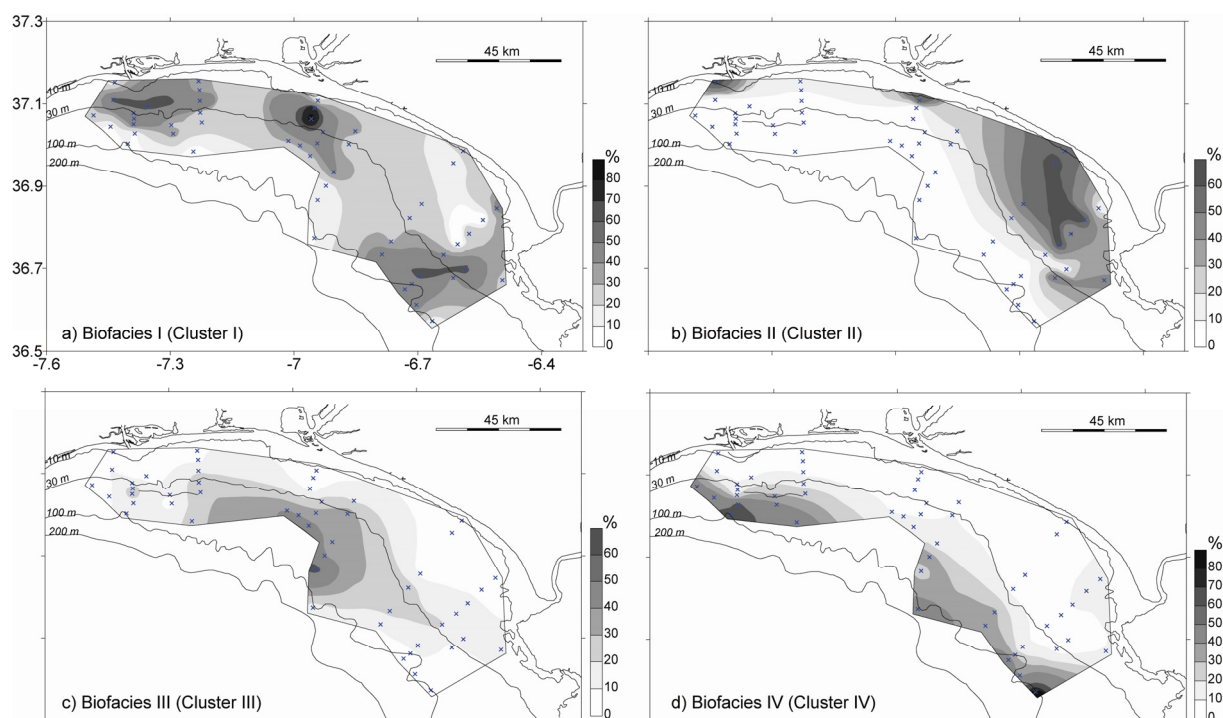 37.3
37.1
36.9
36.7
36.5
-7.6
-7.3
-7
-6.7
-6.4
45 km
10 m
30 m
100 m
200 m
%
80
70
60
50
40
30
20
10
0
a) Biofacies I (Cluster I)
45 km
10 m
30 m
100 m
200 m
%
60
50
40
30
20
10
0
b) Biofacies II (Cluster II)
45 km
10 m
30 m
100 m
200 m
%
60
50
40
30
20
10
0
c) Biofacies III (Cluster III)
45 km
10 m
30 m
100 m
200 m
%
80
70
60
50
40
30
20
10
0
d) Biofacies IV (Cluster IV)